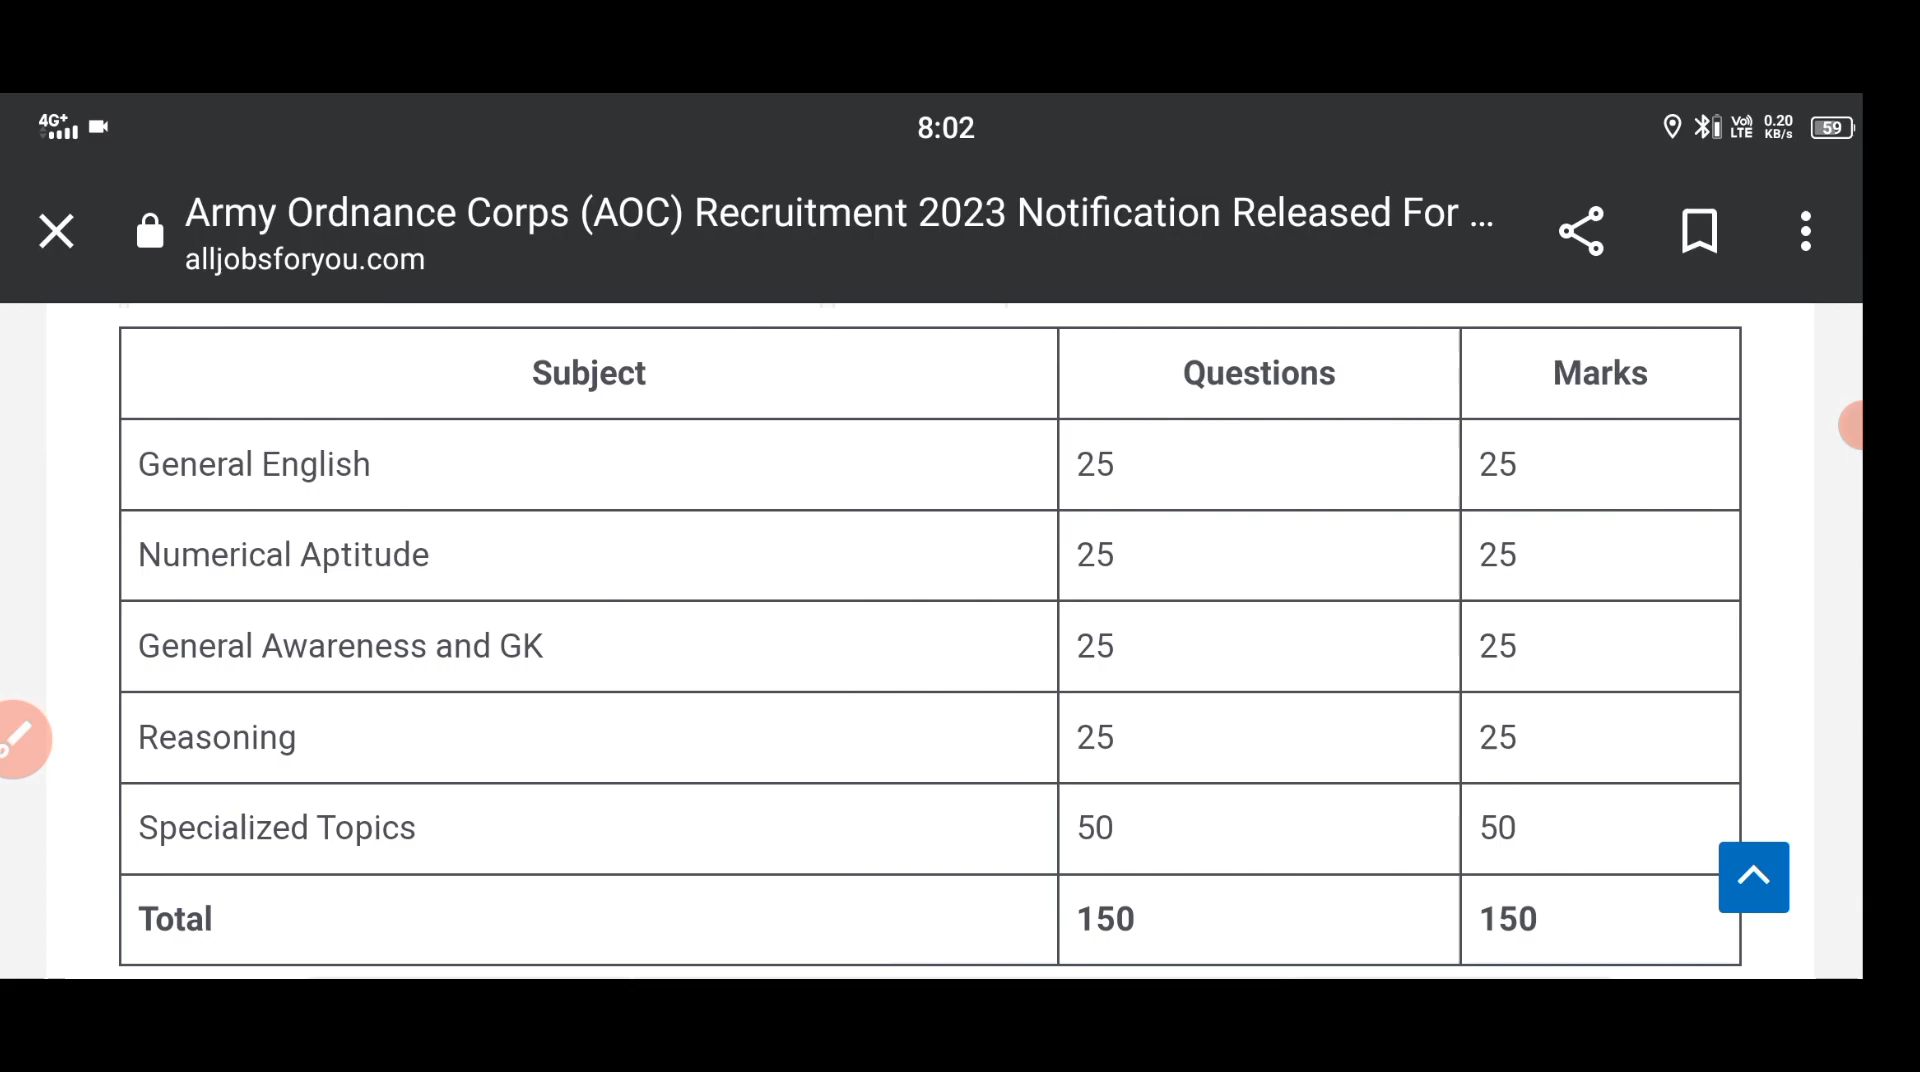 4G+
8:02
Vo)) LTE
0.20 KB/s
59
Army Ordnance Corps (AOC) Recruitment 2023 Notification Released For ...
alljobsforyou.com
Subject Questions Marks
General English 25 25
Numerical Aptitude 25 25
General Awareness and GK 25 25
Reasoning 25 25
Specialized Topics 50 50
Total 150 150